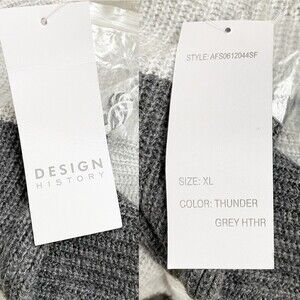 DESIGN
HISTORY
STYLE: AFS0612044SF
SIZE: XL
COLOR: THUNDER
GREY HTHR